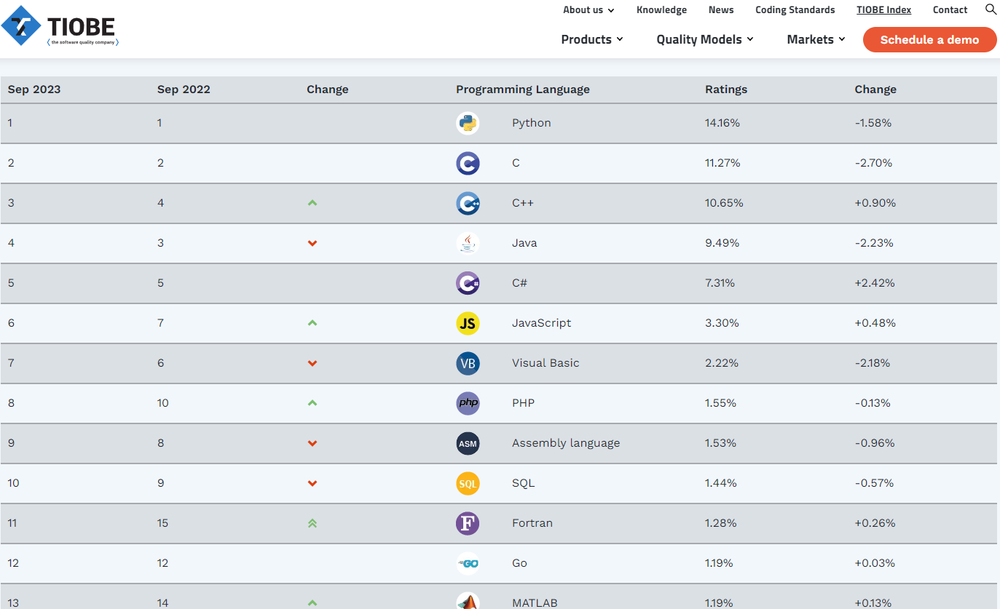 About us Knowledge News Coding Standards TIOBE Index Contact
TIOBE
(the software quality company)
Products Quality Models Markets Schedule a demo
Sep 2023 Sep 2022 Change Programming Language Ratings Change
1 1 Python 14.16% -1.58%
2 2 C C 11.27% -2.70%
3 4 C++ C++ 10.65% +0.90%
4 3 Java 9.49% -2.23%
5 5 C# C# 7.31% +2.42%
6 7 JS JavaScript 3.30% +0.48%
7 6 VB Visual Basic 2.22% -2.18%
8 10 php PHP 1.55% -0.13%
9 8 ASM Assembly language 1.53% -0.96%
10 9 SQL SQL 1.44% -0.57%
11 15 F Fortran 1.28% +0.26%
12 12 GO Go 1.19% +0.03%
13 14 MATLAB 1.19% +0.13%